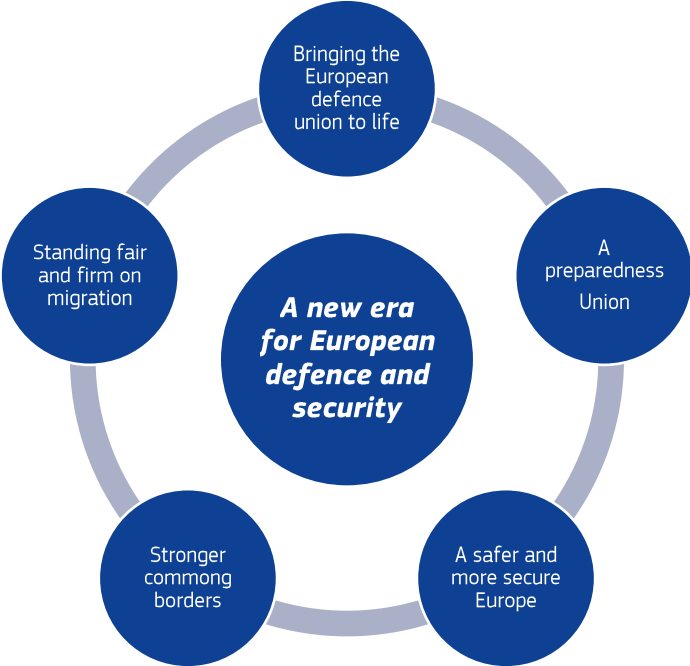 Bringing the
European
defence
union to life
A
preparedness
Union
A safer and
more secure
Europe
Stronger
commong
borders
Standing fair
and firm on
migration
A new era
for European
defence and
security